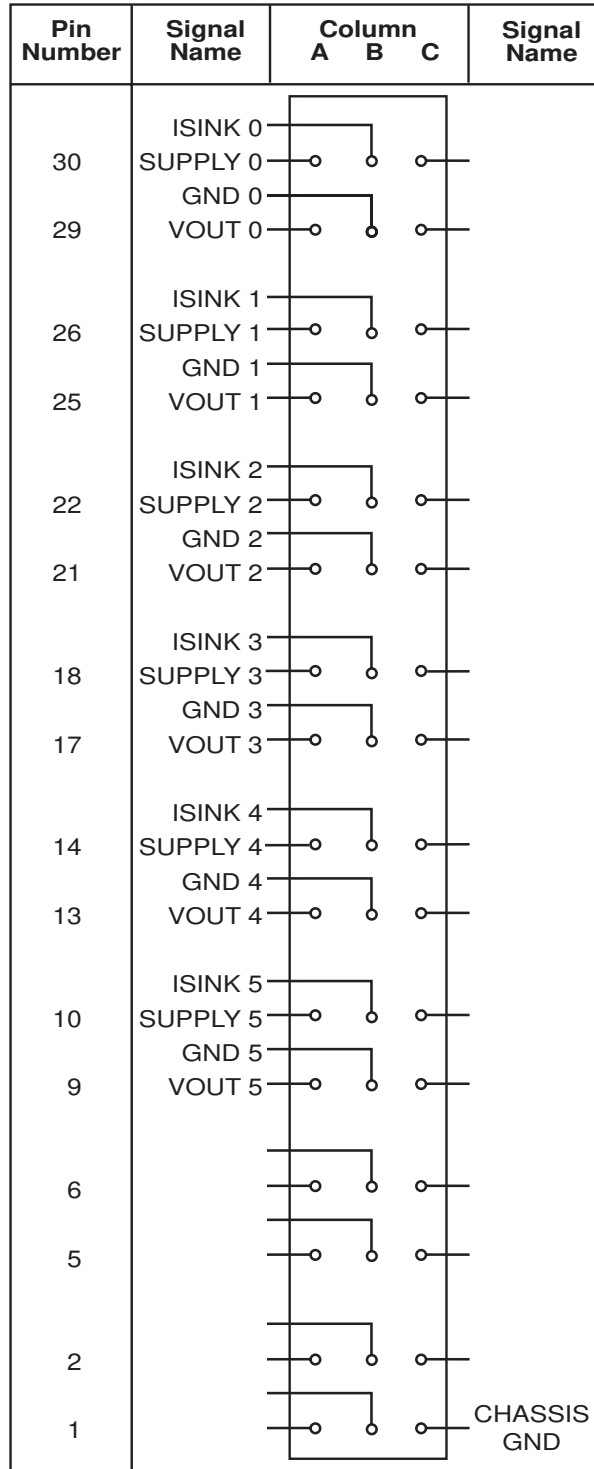 Pin Number Signal Name Column A B C Signal Name
ISINK 0
30 SUPPLY 0
GND 0
29 VOUT 0
ISINK 1
26 SUPPLY 1
GND 1
25 VOUT 1
ISINK 2
22 SUPPLY 2
GND 2
21 VOUT 2
ISINK 3
18 SUPPLY 3
GND 3
17 VOUT 3
ISINK 4
14 SUPPLY 4
GND 4
13 VOUT 4
ISINK 5
10 SUPPLY 5
GND 5
9 VOUT 5
6
5
2
1 CHASSIS GND